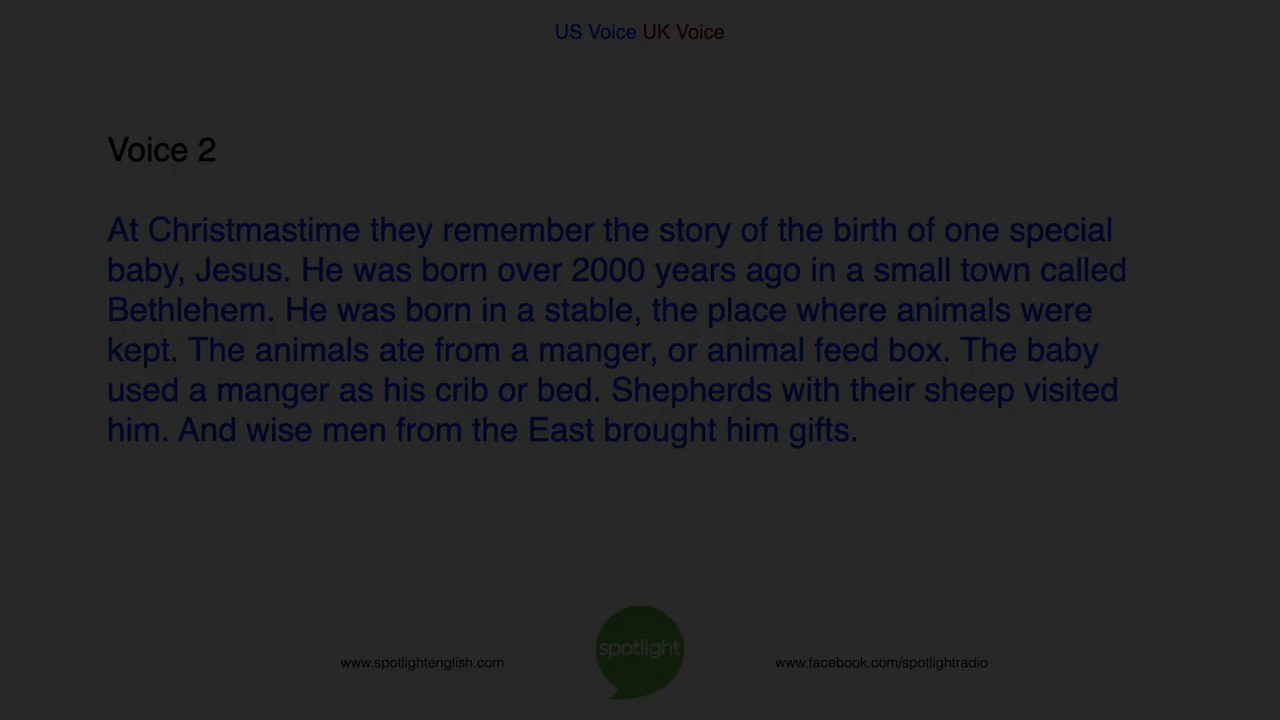 US Voice UK Voice
Voice 2
At Christmastime they remember the story of the birth of one special
baby, Jesus. He was born over 2000 years ago in a small town called
Bethlehem. He was born in a stable, the place where animals were
kept. The animals ate from a manger, or animal feed box. The baby
used a manger as his crib or bed. Shepherds with their sheep visited
him. And wise men from the East brought him gifts.
spotlight
www.spotlightenglish.com
www.facebook.com/spotlightradio